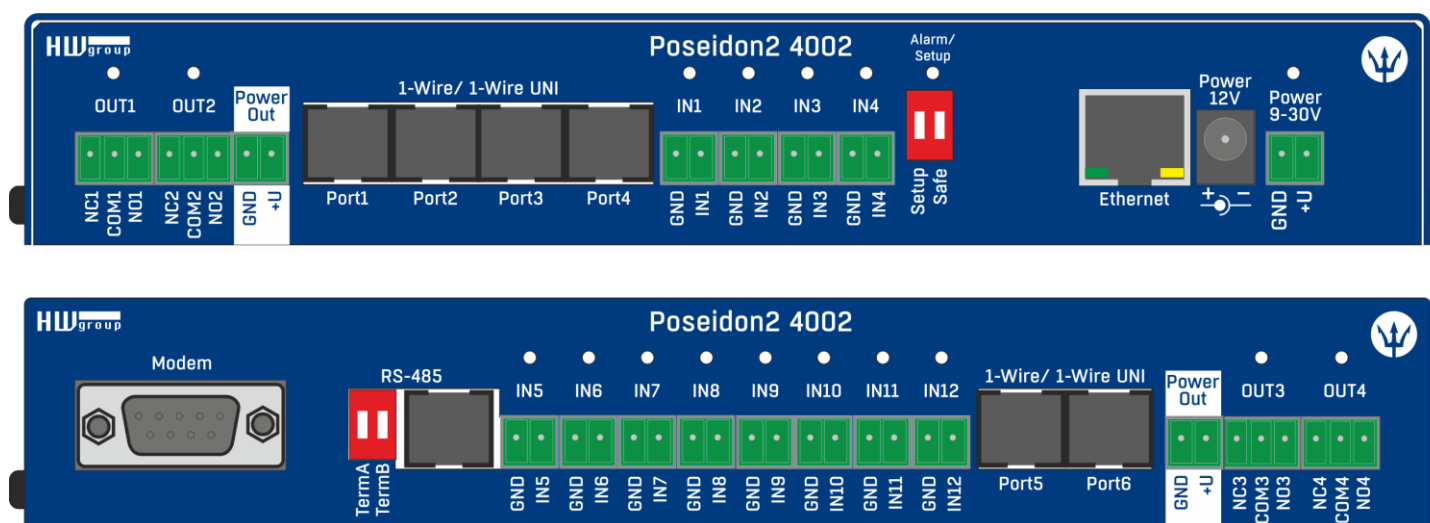 HWgroup
Poseidon2 4002
Alarm/
Setup
OUT1 OUT2 Power
Out
1-Wire/ 1-Wire UNI
IN1 IN2 IN3 IN4
Power
12V
Power
9-30V
NC1 COM1 NO1 NC2 COM2 NO2 GND +U
Port1 Port2 Port3 Port4
GND IN1 GND IN2 GND IN3 GND IN4
Setup Safe
Ethernet
+ -
GND +U
HWgroup
Poseidon2 4002
Modem
RS-485
IN5 IN6 IN7 IN8 IN9 IN10 IN11 IN12
1-Wire/ 1-Wire UNI
Power
Out
OUT3 OUT4
TermA TermB
GND IN5 GND IN6 GND IN7 GND IN8 GND IN9 GND IN10 GND IN11 GND IN12
Port5 Port6
GND +U NC3 COM3 NO3 NC4 COM4 NO4